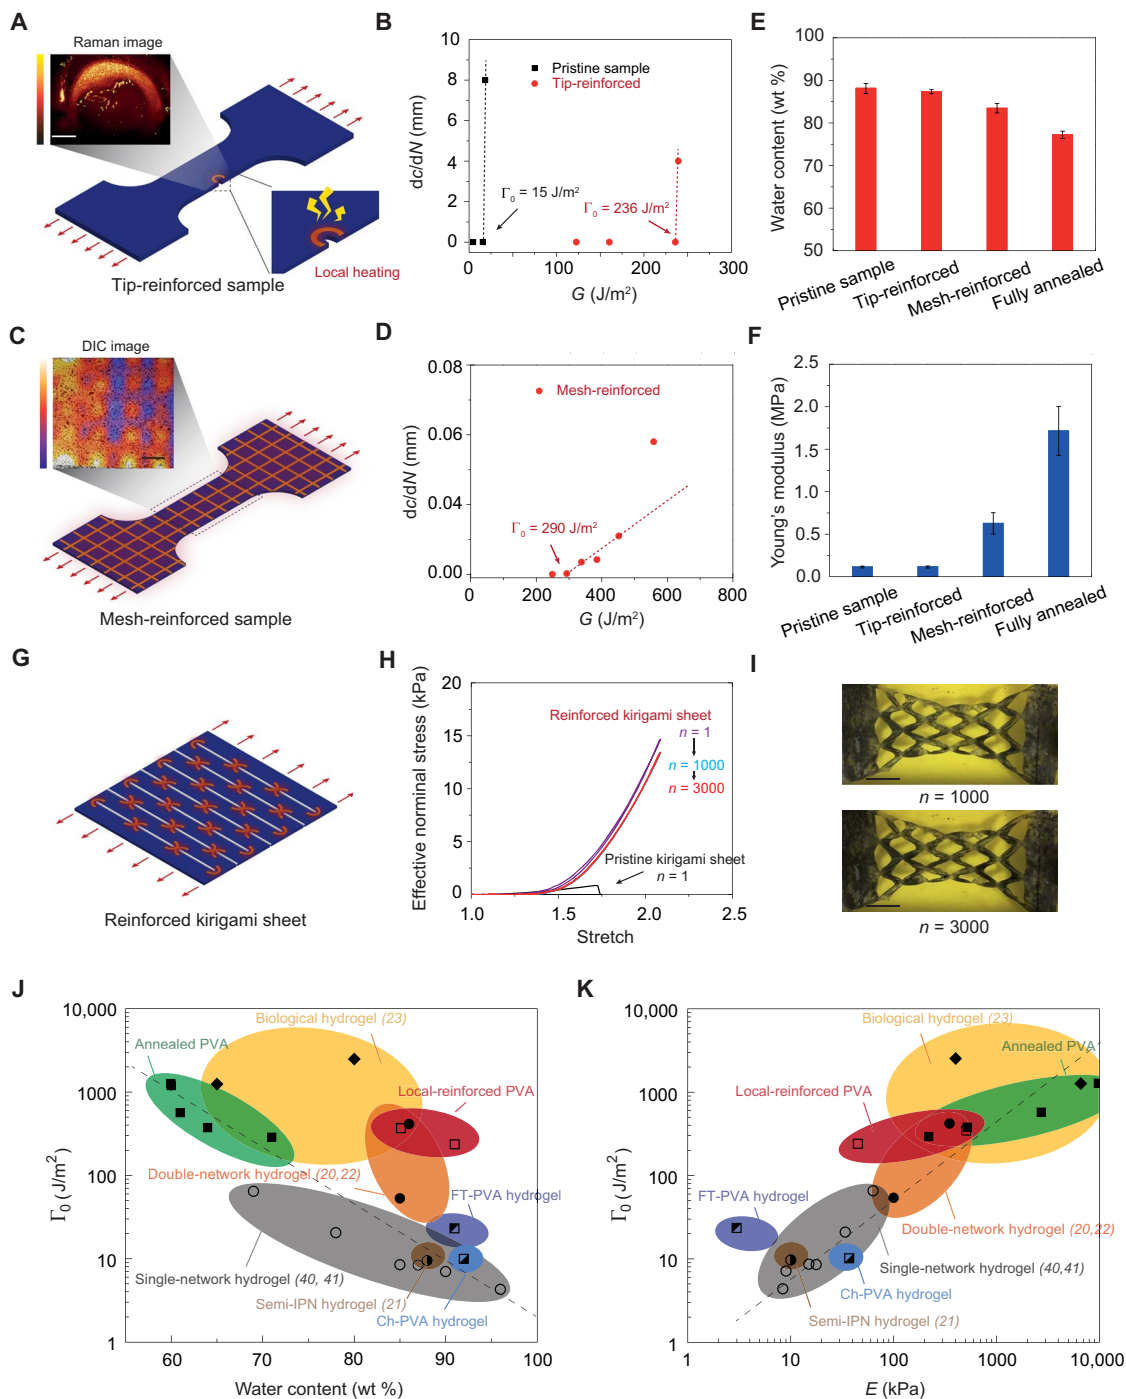 A
Raman image
Local heating
Tip-reinforced sample
B
10
8
6
4
2
0
dc/dN (mm)
Pristine sample
Tip-reinforced
Γ0 = 15 J/m2
Γ0 = 236 J/m2
0
100
200
300
G (J/m2)
E
100
90
80
70
60
50
Water content (wt %)
Pristine sample
Tip-reinforced
Mesh-reinforced
Fully annealed
C
DIC image
Mesh-reinforced sample
D
0.08
0.06
0.04
0.00
dc/dN (mm)
Mesh-reinforced
Γ0 = 290 J/m2
0
200
400
600
800
G (J/m2)
F
2.5
2.0
1.5
1.0
0.5
0.0
Young's modulus (MPa)
Pristine sample
Tip-reinforced
Mesh-reinforced
Fully annealed
G
Reinforced kirigami sheet
H
20
15
10
5
0
Effective norminal stress (kPa)
Reinforced kirigami sheet
n = 1
n = 1000
n = 3000
Pristine kirigami sheet
n = 1
1.0
1.5
2.0
2.5
Stretch
I
n = 1000
n = 3000
J
10,000
1000
100
10
1
Γ0 (J/m2)
Biological hydrogel (23)
Annealed PVA
Local-reinforced PVA
Double-network hydrogel (20,22)
FT-PVA hydrogel
Single-network hydrogel (40, 41)
Semi-IPN hydrogel (21)
Ch-PVA hydrogel
60
70
80
90
100
Water content (wt %)
K
10,000
1000
100
10
1
Γ0 (J/m2)
Biological hydrogel (23)
Annealed PVA
Local-reinforced PVA
FT-PVA hydrogel
Double-network hydrogel (20,22)
Single-network hydrogel (40,41)
Ch-PVA hydrogel
Semi-IPN hydrogel (21)
1
10
100
1000
10,000
E (kPa)